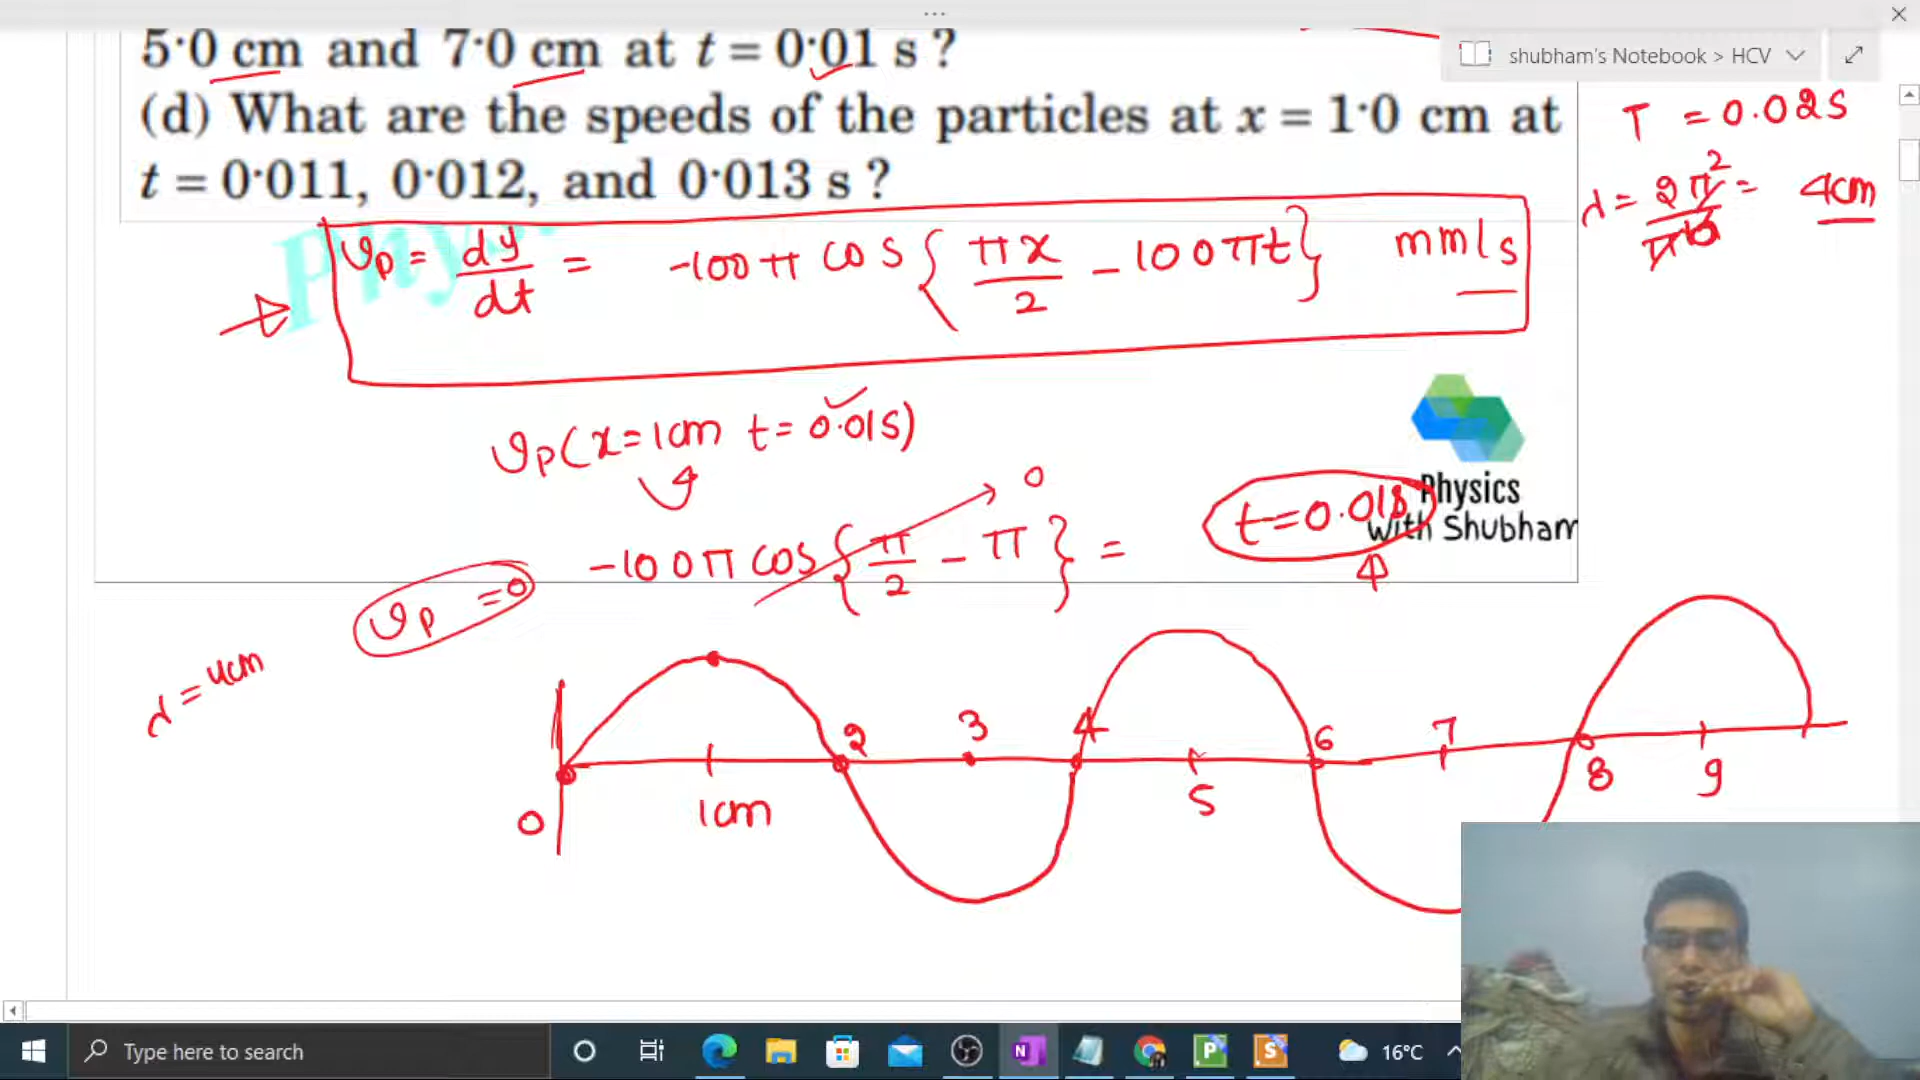 5·0 cm and 7·0 cm at t = 0·01 s ?
shubham's Notebook > HCV
(d) What are the speeds of the particles at x = 1·0 cm at
t = 0·011, 0·012, and 0·013 s ?
T = 0.02s
λ = 2π/ = 4cm
2
vp = dy/dt = -100π cos { πx/2 - 100πt } mm/s
vp (x=1cm t=0.01s)
-100π cos { π/2 - π } =
0
t=0.01s
Physics
with Shubham
vp = 0
λ = 4cm
0 1cm 2 3 4 5 6 7 8 9
Type here to search
16°C